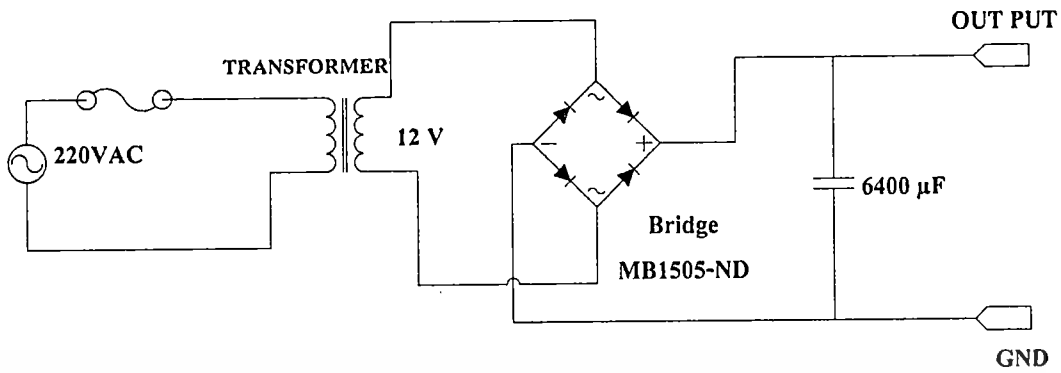 OUT PUT
TRANSFORMER
220VAC
12 V
6400 µF
Bridge
MB1505-ND
GND